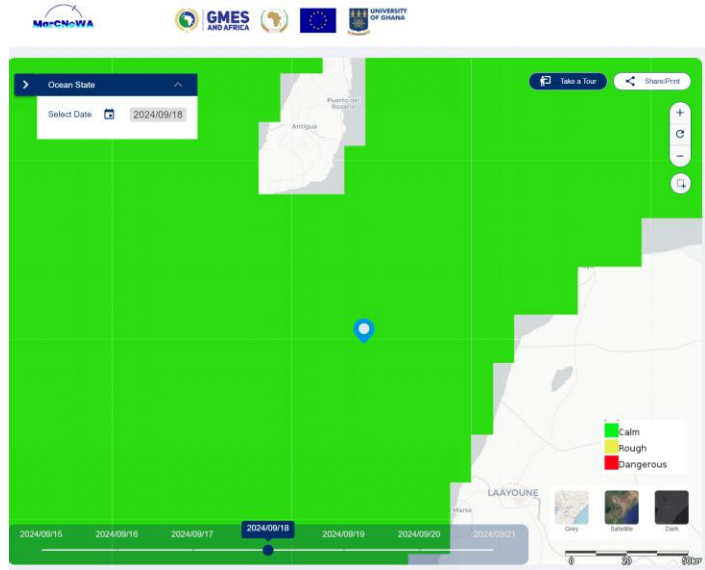 MarCNoWA
GMES
AND AFRICA
UNIVERSITY
OF GHANA
Ocean State
Select Date
2024/09/18
Take a Tour
Share/Print
Puerto del
Rosario
Antigua
Calm
Rough
Dangerous
LAAYOUNE
Marsa
Grey
Satellite
Dark
2024/09/15
2024/09/16
2024/09/17
2024/09/18
2024/09/19
2024/09/20
2024/09/21
0
20
50km